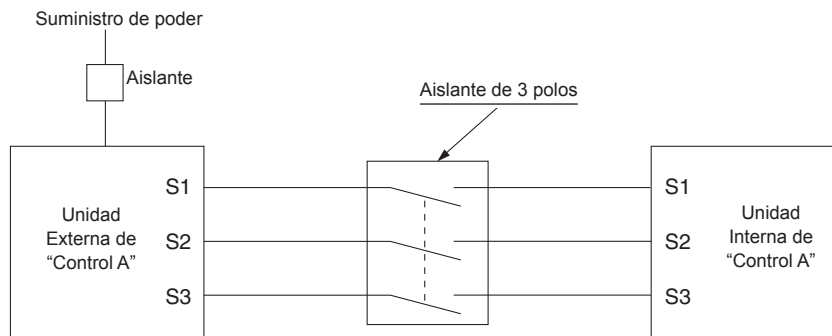 Suministro de poder
Aislante
Aislante de 3 polos
S1
S1
Unidad
Externa de
“Control A”
S2
S2
Unidad
Interna de
“Control A”
S3
S3